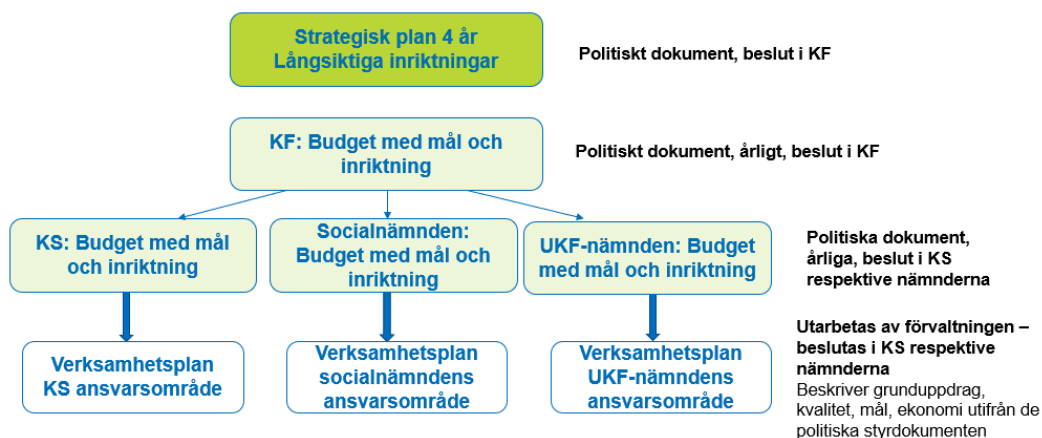 Strategisk plan 4 år
Långsiktiga inriktningar
Politiskt dokument, beslut i KF
KF: Budget med mål och
inriktning
Politiskt dokument, årligt, beslut i KF
KS: Budget med mål
och inriktning
Socialnämnden:
Budget med mål och
inriktning
UKF-nämnden: Budget
med mål och inriktning
Politiska dokument,
årliga, beslut i KS
respektive nämnderna
Verksamhetsplan
KS ansvarsområde
Verksamhetsplan
socialnämndens
ansvarsområde
Verksamhetsplan
UKF-nämndens
ansvarsområde
Utarbetas av förvaltningen –
beslutas i KS respektive
nämnderna
Beskriver grunduppdrag,
kvalitet, mål, ekonomi utifrån de
politiska styrdokumenten